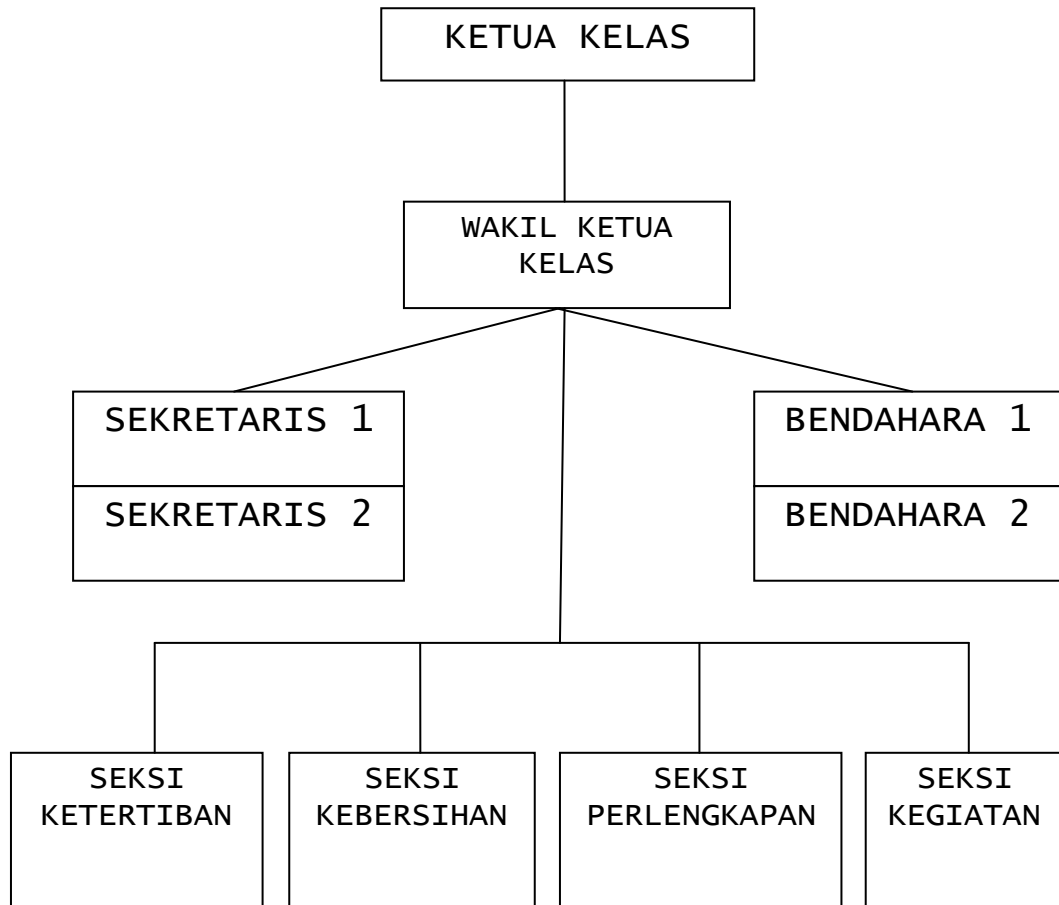 KETUA KELAS
WAKIL KETUA
KELAS
SEKRETARIS 1
SEKRETARIS 2
BENDAHARA 1
BENDAHARA 2
SEKSI
KETERTIBAN
SEKSI
KEBERSIHAN
SEKSI
PERLENGKAPAN
SEKSI
KEGIATAN